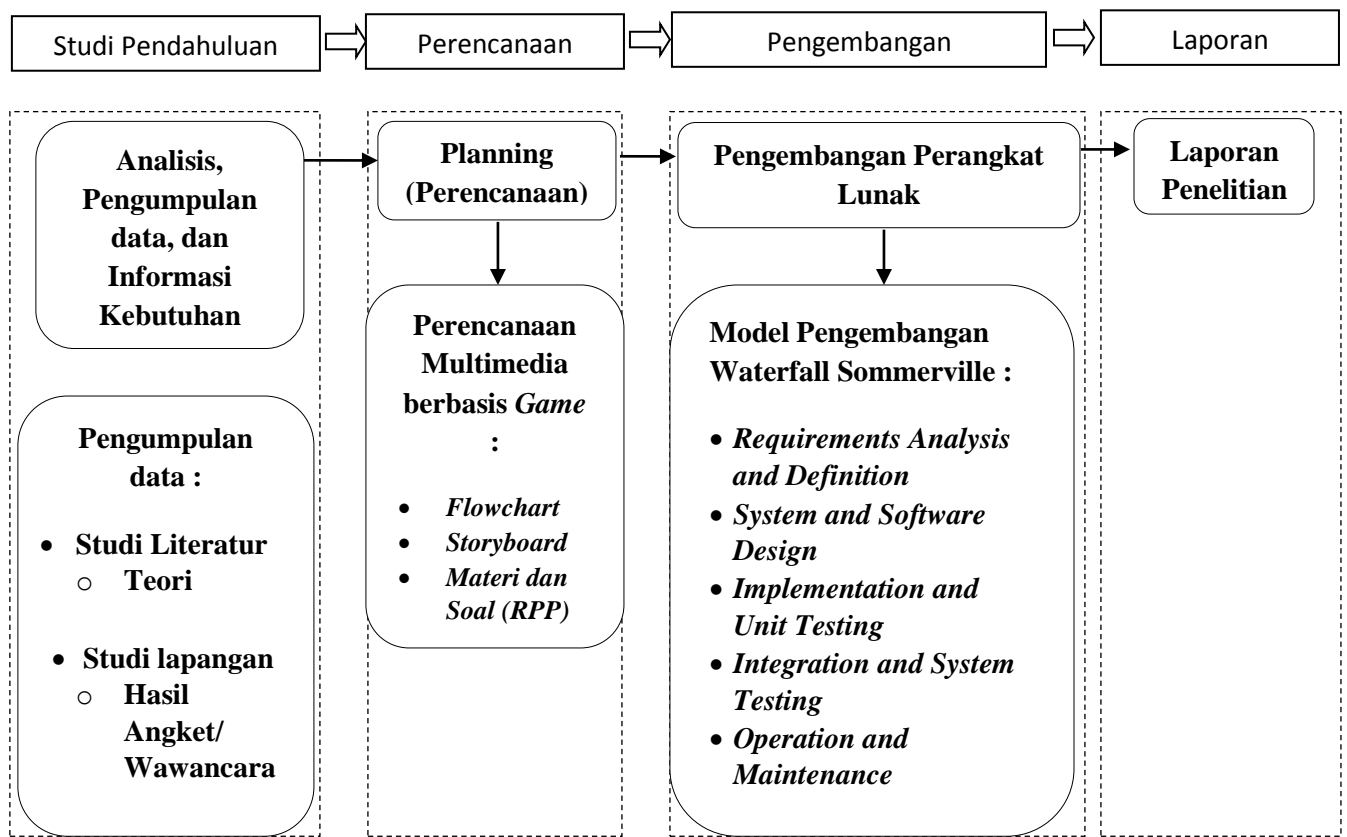 Studi Pendahuluan
Perencanaan
Pengembangan
Laporan
Analisis,
Pengumpulan
data, dan
Informasi
Kebutuhan
Pengumpulan
data :
• Studi Literatur
o Teori
• Studi lapangan
o Hasil
Angket/
Wawancara
Planning
(Perencanaan)
Perencanaan
Multimedia
berbasis Game
:
• Flowchart
• Storyboard
• Materi dan
Soal (RPP)
Pengembangan Perangkat
Lunak
Model Pengembangan
Waterfall Sommerville :
• Requirements Analysis
and Definition
• System and Software
Design
• Implementation and
Unit Testing
• Integration and System
Testing
• Operation and
Maintenance
Laporan
Penelitian